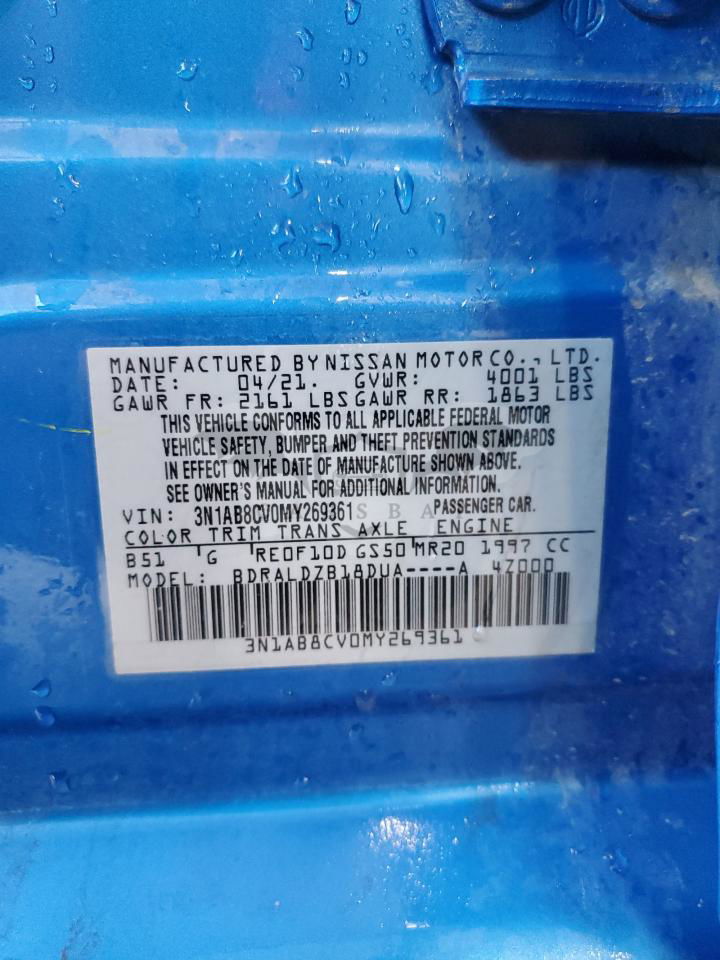 MANUFACTURED BY NISSAN MOTOR CO., LTD.
DATE: 04/21. GVWR: 4001 LBS
GAWR FR: 2161 LBS GAWR RR: 1863 LBS
THIS VEHICLE CONFORMS TO ALL APPLICABLE FEDERAL MOTOR
VEHICLE SAFETY, BUMPER AND THEFT PREVENTION STANDARDS
IN EFFECT ON THE DATE OF MANUFACTURE SHOWN ABOVE.
SEE OWNER'S MANUAL FOR ADDITIONAL INFORMATION.
VIN: 3N1AB8CV0MY269361 PASSENGER CAR.
COLOR TRIM TRANS AXLE ENGINE
B51 G RE0F10D GS50 MR20 1997 CC
MODEL: BDRALDZB18DUA----A 4Z000
3N1AB8CV0MY269361